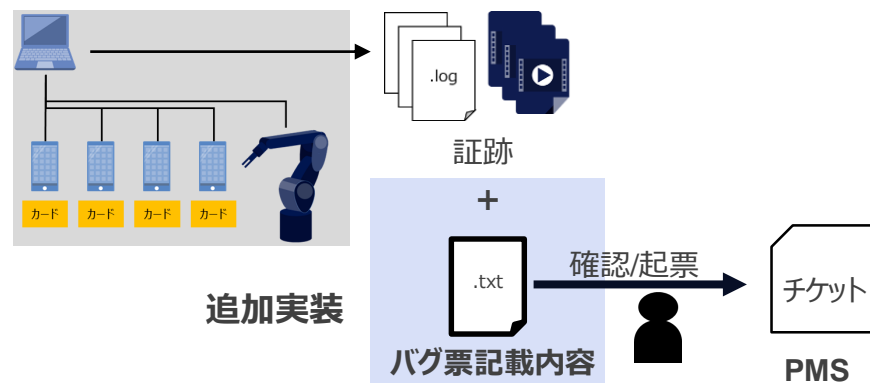 .log
証跡
カード
カード
カード
カード
+
.txt
確認/起票
チケット
追加実装
バグ票記載内容
PMS